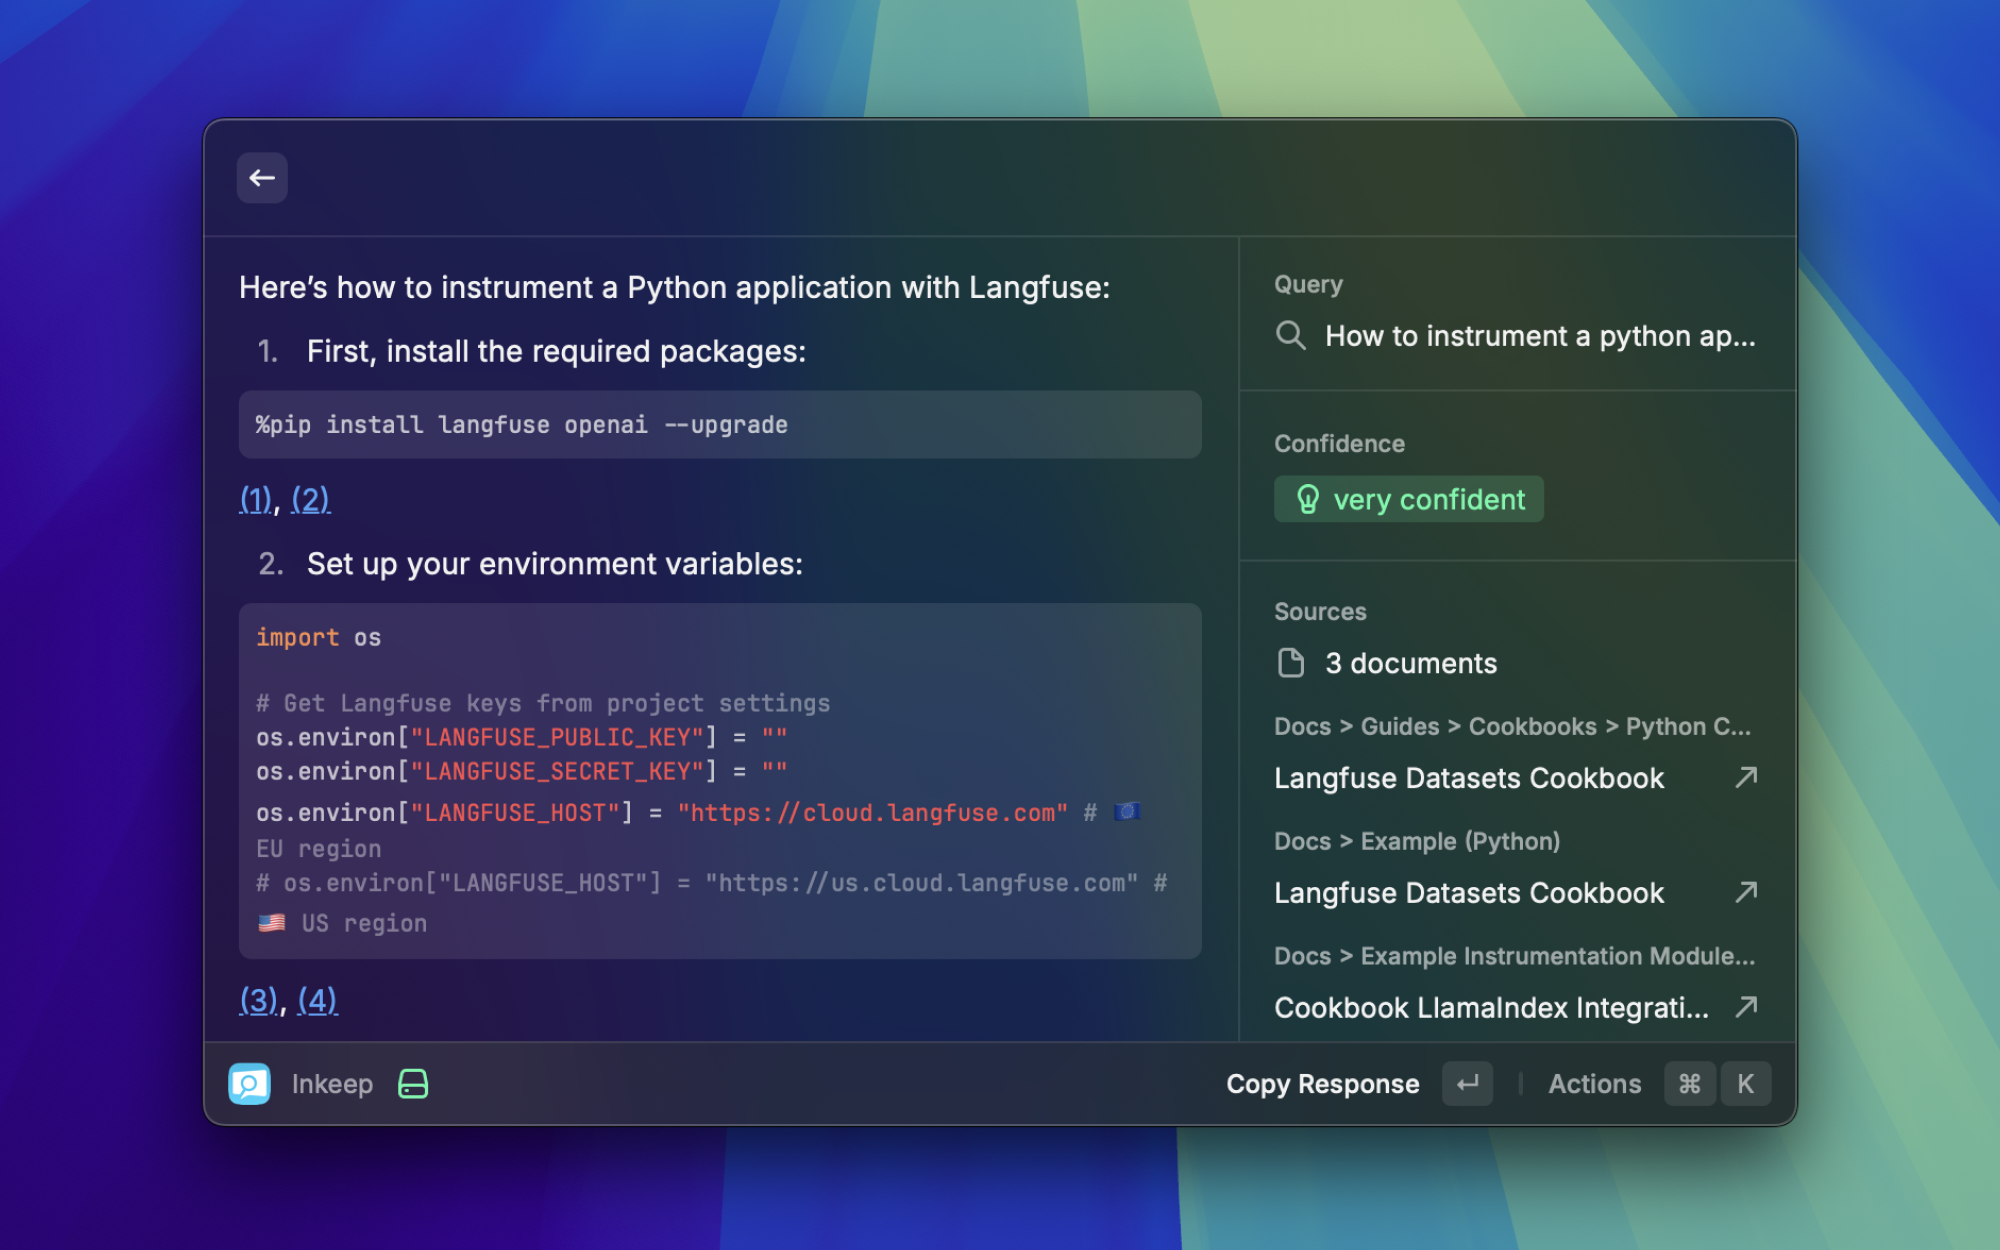 Here’s how to instrument a Python application with Langfuse:
1. First, install the required packages:
%pip install langfuse openai --upgrade
(1), (2)
2. Set up your environment variables:
import os
# Get Langfuse keys from project settings
os.environ["LANGFUSE_PUBLIC_KEY"] = ""
os.environ["LANGFUSE_SECRET_KEY"] = ""
os.environ["LANGFUSE_HOST"] = "https://cloud.langfuse.com" # 🇪🇺
EU region
# os.environ["LANGFUSE_HOST"] = "https://us.cloud.langfuse.com" #
🇺🇸 US region
(3), (4)
Query
How to instrument a python ap...
Confidence
very confident
Sources
3 documents
Docs > Guides > Cookbooks > Python C...
Langfuse Datasets Cookbook
Docs > Example (Python)
Langfuse Datasets Cookbook
Docs > Example Instrumentation Module...
Cookbook LlamaIndex Integrati...
Inkeep
Copy Response ↵
Actions ⌘ K